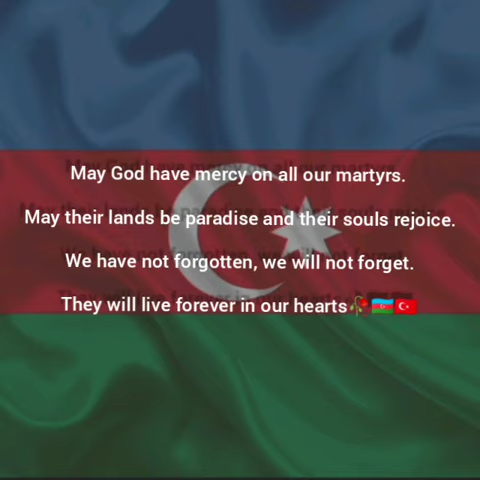 May God have mercy on all our martyrs.
May their lands be paradise and their souls rejoice.
We have not forgotten, we will not forget.
They will live forever in our hearts🥀🇦🇿🇹🇷